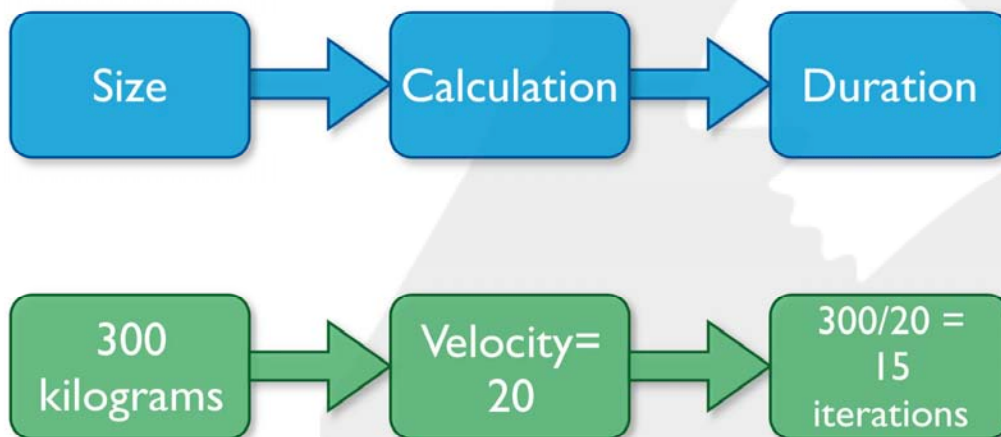 Size
Calculation
Duration
300
kilograms
Velocity=
20
300/20 =
15
iterations